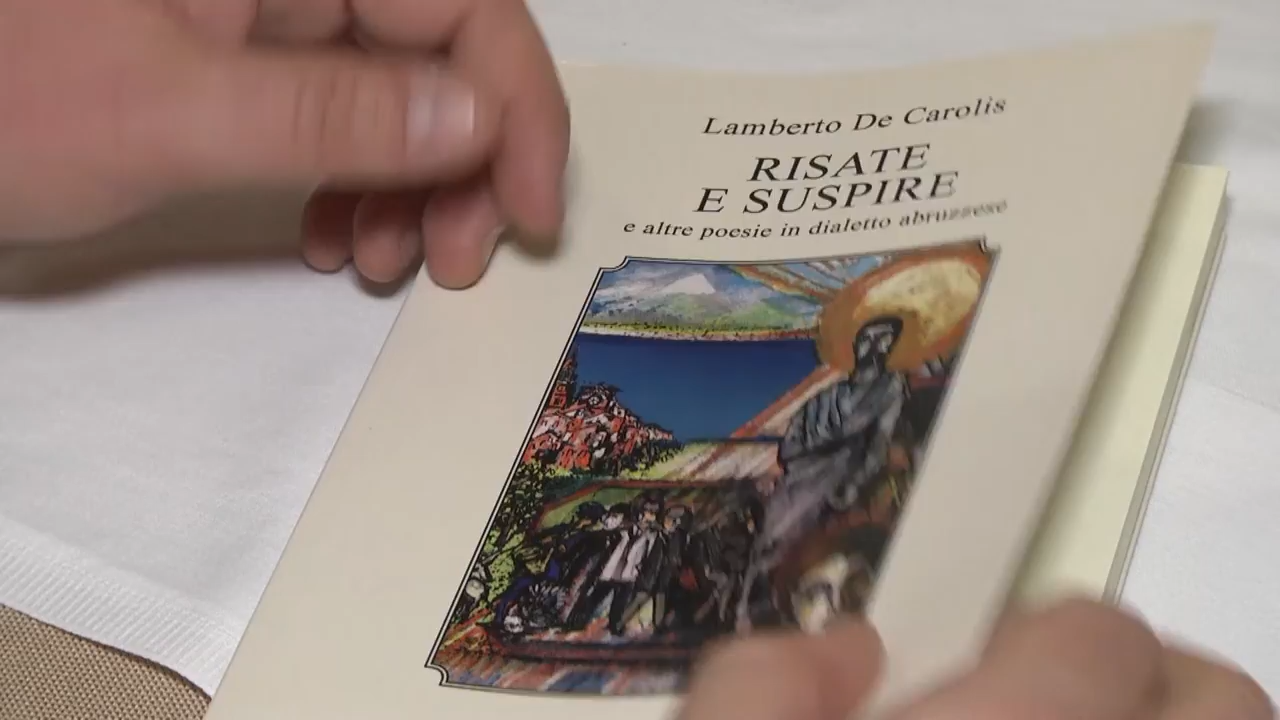 Lamberto De Carolis
RISATE
E SUSPIRE
e altre poesie in dialetto abruzzese